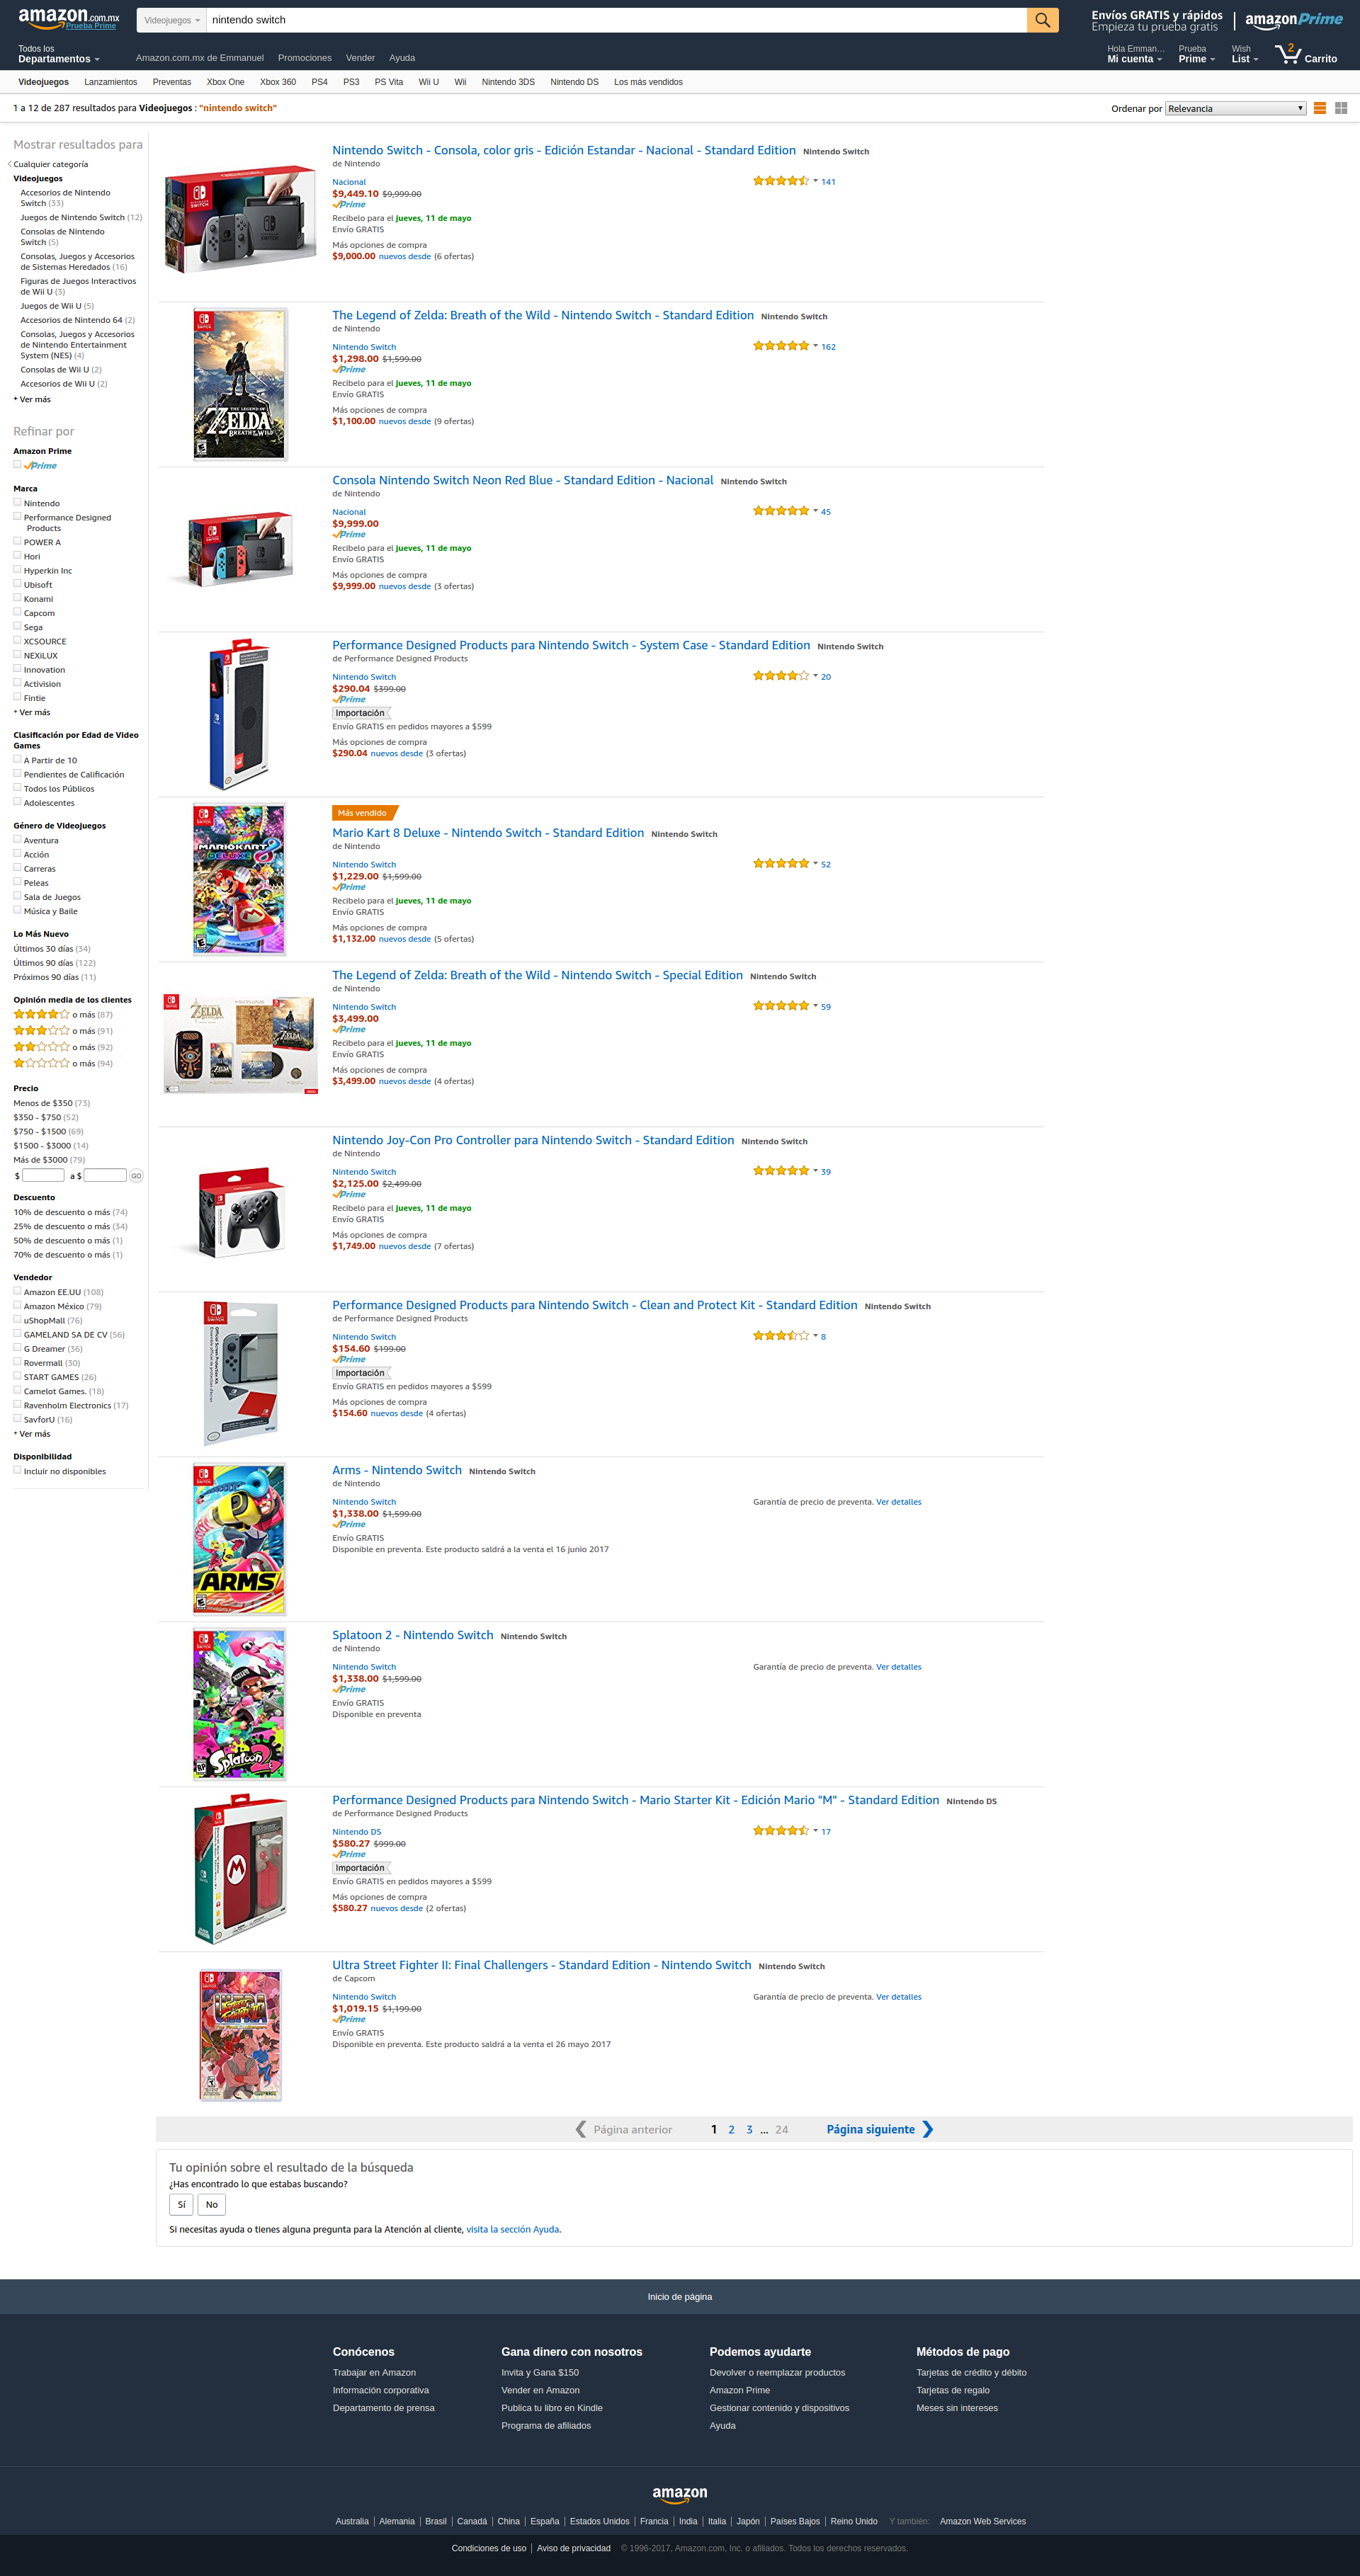 amazon.com.mx
Prueba Prime
Videojuegos
nintendo switch
Envíos GRATIS y rápidos
Empieza tu prueba gratis
amazonPrime
Todos los
Departamentos
Amazon.com.mx de Emmanuel Promociones Vender Ayuda
Hola Emman...
Mi cuenta
Prueba
Prime
Wish
List
2
Carrito
Videojuegos Lanzamientos Preventas Xbox One Xbox 360 PS4 PS3 PS Vita Wii U Wii Nintendo 3DS Nintendo DS Los más vendidos
1 a 12 de 287 resultados para Videojuegos : "nintendo switch"
Ordenar por Relevancia
Mostrar resultados para
Cualquier categoría
Videojuegos
Accesorios de Nintendo
Switch (33)
Juegos de Nintendo Switch (12)
Consolas de Nintendo
Switch (5)
Consolas, Juegos y Accesorios
de Sistemas Heredados (16)
Figuras de Juegos Interactivos
de Wii U (3)
Juegos de Wii U (5)
Accesorios de Nintendo 64 (2)
Consolas, Juegos y Accesorios
de Nintendo Entertainment
System (NES) (4)
Consolas de Wii U (2)
Accesorios de Wii U (2)
+ Ver más
Refinar por
Amazon Prime
Prime
Marca
Nintendo
Performance Designed
Products
POWER A
Hori
Hyperkin Inc
Ubisoft
Konami
Capcom
Sega
XCSOURCE
NEXiLUX
Innovation
Activision
Fintie
+ Ver más
Clasificación por Edad de Video
Games
A Partir de 10
Pendientes de Calificación
Todos los Públicos
Adolescentes
Género de Videojuegos
Aventura
Acción
Carreras
Peleas
Sala de Juegos
Música y Baile
Lo Más Nuevo
Últimos 30 días (34)
Últimos 90 días (122)
Próximos 90 días (11)
Opinión media de los clientes
o más (87)
o más (91)
o más (92)
o más (94)
Precio
Menos de $350 (73)
$350 - $750 (52)
$750 - $1500 (69)
$1500 - $3000 (14)
Más de $3000 (79)
$ a $ GO
Descuento
10% de descuento o más (74)
25% de descuento o más (34)
50% de descuento o más (1)
70% de descuento o más (1)
Vendedor
Amazon EE.UU (108)
Amazon México (79)
uShopMall (76)
GAMELAND SA DE CV (56)
G Dreamer (36)
Rovermall (30)
START GAMES (26)
Camelot Games. (18)
Ravenholm Electronics (17)
SavforU (16)
+ Ver más
Disponibilidad
Incluir no disponibles
Nintendo Switch - Consola, color gris - Edición Estandar - Nacional - Standard Edition Nintendo Switch
de Nintendo
Nacional
141
$9,449.10 $9,999.00
Prime
Recíbelo para el jueves, 11 de mayo
Envío GRATIS
Más opciones de compra
$9,000.00 nuevos desde (6 ofertas)
The Legend of Zelda: Breath of the Wild - Nintendo Switch - Standard Edition Nintendo Switch
de Nintendo
Nintendo Switch
162
$1,298.00 $1,599.00
Prime
Recíbelo para el jueves, 11 de mayo
Envío GRATIS
Más opciones de compra
$1,100.00 nuevos desde (9 ofertas)
THE LEGEND OF
ZELDA
BREATH OF THE WILD
Consola Nintendo Switch Neon Red Blue - Standard Edition - Nacional Nintendo Switch
de Nintendo
Nacional
45
$9,999.00
Prime
Recíbelo para el jueves, 11 de mayo
Envío GRATIS
Más opciones de compra
$9,999.00 nuevos desde (3 ofertas)
Performance Designed Products para Nintendo Switch - System Case - Standard Edition Nintendo Switch
de Performance Designed Products
Nintendo Switch
20
$290.04 $399.00
Prime
Importación
Envío GRATIS en pedidos mayores a $599
Más opciones de compra
$290.04 nuevos desde (3 ofertas)
Más vendido
Mario Kart 8 Deluxe - Nintendo Switch - Standard Edition Nintendo Switch
de Nintendo
Nintendo Switch
52
$1,229.00 $1,599.00
Prime
Recíbelo para el jueves, 11 de mayo
Envío GRATIS
Más opciones de compra
$1,132.00 nuevos desde (5 ofertas)
MARIOKART
DELUXE 8
The Legend of Zelda: Breath of the Wild - Nintendo Switch - Special Edition Nintendo Switch
de Nintendo
Nintendo Switch
59
$3,499.00
Prime
Recíbelo para el jueves, 11 de mayo
Envío GRATIS
Más opciones de compra
$3,499.00 nuevos desde (4 ofertas)
ZELDA
Nintendo Joy-Con Pro Controller para Nintendo Switch - Standard Edition Nintendo Switch
de Nintendo
Nintendo Switch
39
$2,125.00 $2,499.00
Prime
Recíbelo para el jueves, 11 de mayo
Envío GRATIS
Más opciones de compra
$1,749.00 nuevos desde (7 ofertas)
Performance Designed Products para Nintendo Switch - Clean and Protect Kit - Standard Edition Nintendo Switch
de Performance Designed Products
Nintendo Switch
8
$154.60 $199.00
Prime
Importación
Envío GRATIS en pedidos mayores a $599
Más opciones de compra
$154.60 nuevos desde (4 ofertas)
Arms - Nintendo Switch Nintendo Switch
de Nintendo
Nintendo Switch
Garantía de precio de preventa. Ver detalles
$1,338.00 $1,599.00
Prime
Envío GRATIS
Disponible en preventa. Este producto saldrá a la venta el 16 junio 2017
ARMS
Splatoon 2 - Nintendo Switch Nintendo Switch
de Nintendo
Nintendo Switch
Garantía de precio de preventa. Ver detalles
$1,338.00 $1,599.00
Prime
Envío GRATIS
Disponible en preventa
Splatoon 2
Performance Designed Products para Nintendo Switch - Mario Starter Kit - Edición Mario "M" - Standard Edition Nintendo DS
de Performance Designed Products
Nintendo DS
17
$580.27 $999.00
Prime
Importación
Envío GRATIS en pedidos mayores a $599
Más opciones de compra
$580.27 nuevos desde (2 ofertas)
Ultra Street Fighter II: Final Challengers - Standard Edition - Nintendo Switch Nintendo Switch
de Capcom
Nintendo Switch
Garantía de precio de preventa. Ver detalles
$1,019.15 $1,199.00
Prime
Envío GRATIS
Disponible en preventa. Este producto saldrá a la venta el 26 mayo 2017
Página anterior 1 2 3 ... 24 Página siguiente
Tu opinión sobre el resultado de la búsqueda
¿Has encontrado lo que estabas buscando?
Sí No
Si necesitas ayuda o tienes alguna pregunta para la Atención al cliente, visita la sección Ayuda.
Inicio de página
Conócenos
Trabajar en Amazon
Información corporativa
Departamento de prensa
Gana dinero con nosotros
Invita y Gana $150
Vender en Amazon
Publica tu libro en Kindle
Programa de afiliados
Podemos ayudarte
Devolver o reemplazar productos
Amazon Prime
Gestionar contenido y dispositivos
Ayuda
Métodos de pago
Tarjetas de crédito y débito
Tarjetas de regalo
Meses sin intereses
amazon
Australia Alemania Brasil Canadá China España Estados Unidos Francia India Italia Japón Países Bajos Reino Unido Y también: Amazon Web Services
Condiciones de uso Aviso de privacidad © 1996-2017, Amazon.com, Inc. o afiliados. Todos los derechos reservados.